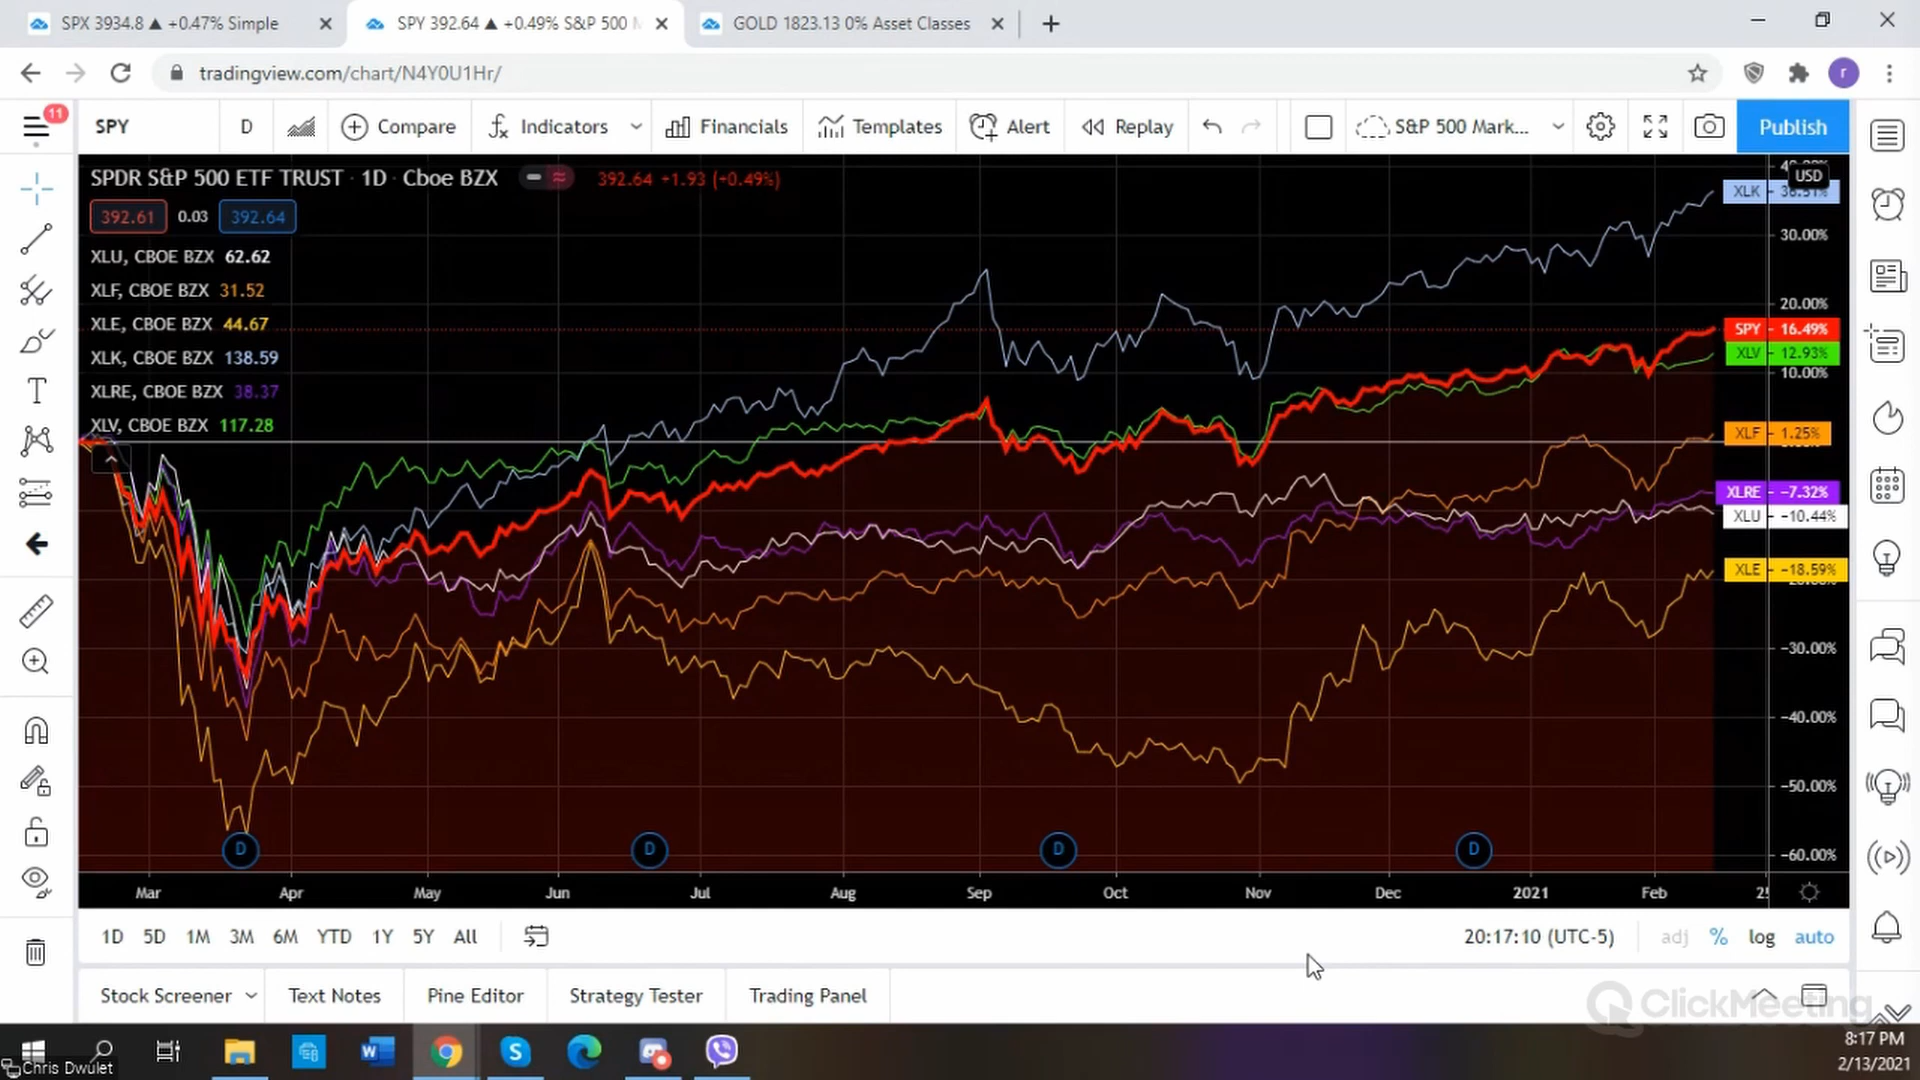 SPX 3934.8 ▲ +0.47% Simple
SPY 392.64 ▲ +0.49% S&P 500
GOLD 1823.13 0% Asset Classes
tradingview.com/chart/N4Y0U1Hr/
r
11
SPY
D
Compare
Indicators
Financials
Templates
Alert
Replay
S&P 500 Mark...
Publish
SPDR S&P 500 ETF TRUST · 1D · Cboe BZX
392.64 +1.93 (+0.49%)
392.61 0.03 392.64
XLU, CBOE BZX 62.62
XLF, CBOE BZX 31.52
XLE, CBOE BZX 44.67
XLK, CBOE BZX 138.59
XLRE, CBOE BZX 38.37
XLV, CBOE BZX 117.28
USD
XLK
30.00%
20.00%
SPY 16.49%
XLV 12.93%
10.00%
XLF 1.25%
XLRE −7.32%
XLU −10.44%
XLE −18.59%
−30.00%
−40.00%
−50.00%
−60.00%
D D D D
Mar Apr May Jun Jul Aug Sep Oct Nov Dec 2021 Feb
1D 5D 1M 3M 6M YTD 1Y 5Y All
20:17:10 (UTC-5) adj % log auto
Stock Screener Text Notes Pine Editor Strategy Tester Trading Panel
ClickMeeting
Chris Dwulet
8:17 PM
2/13/2021